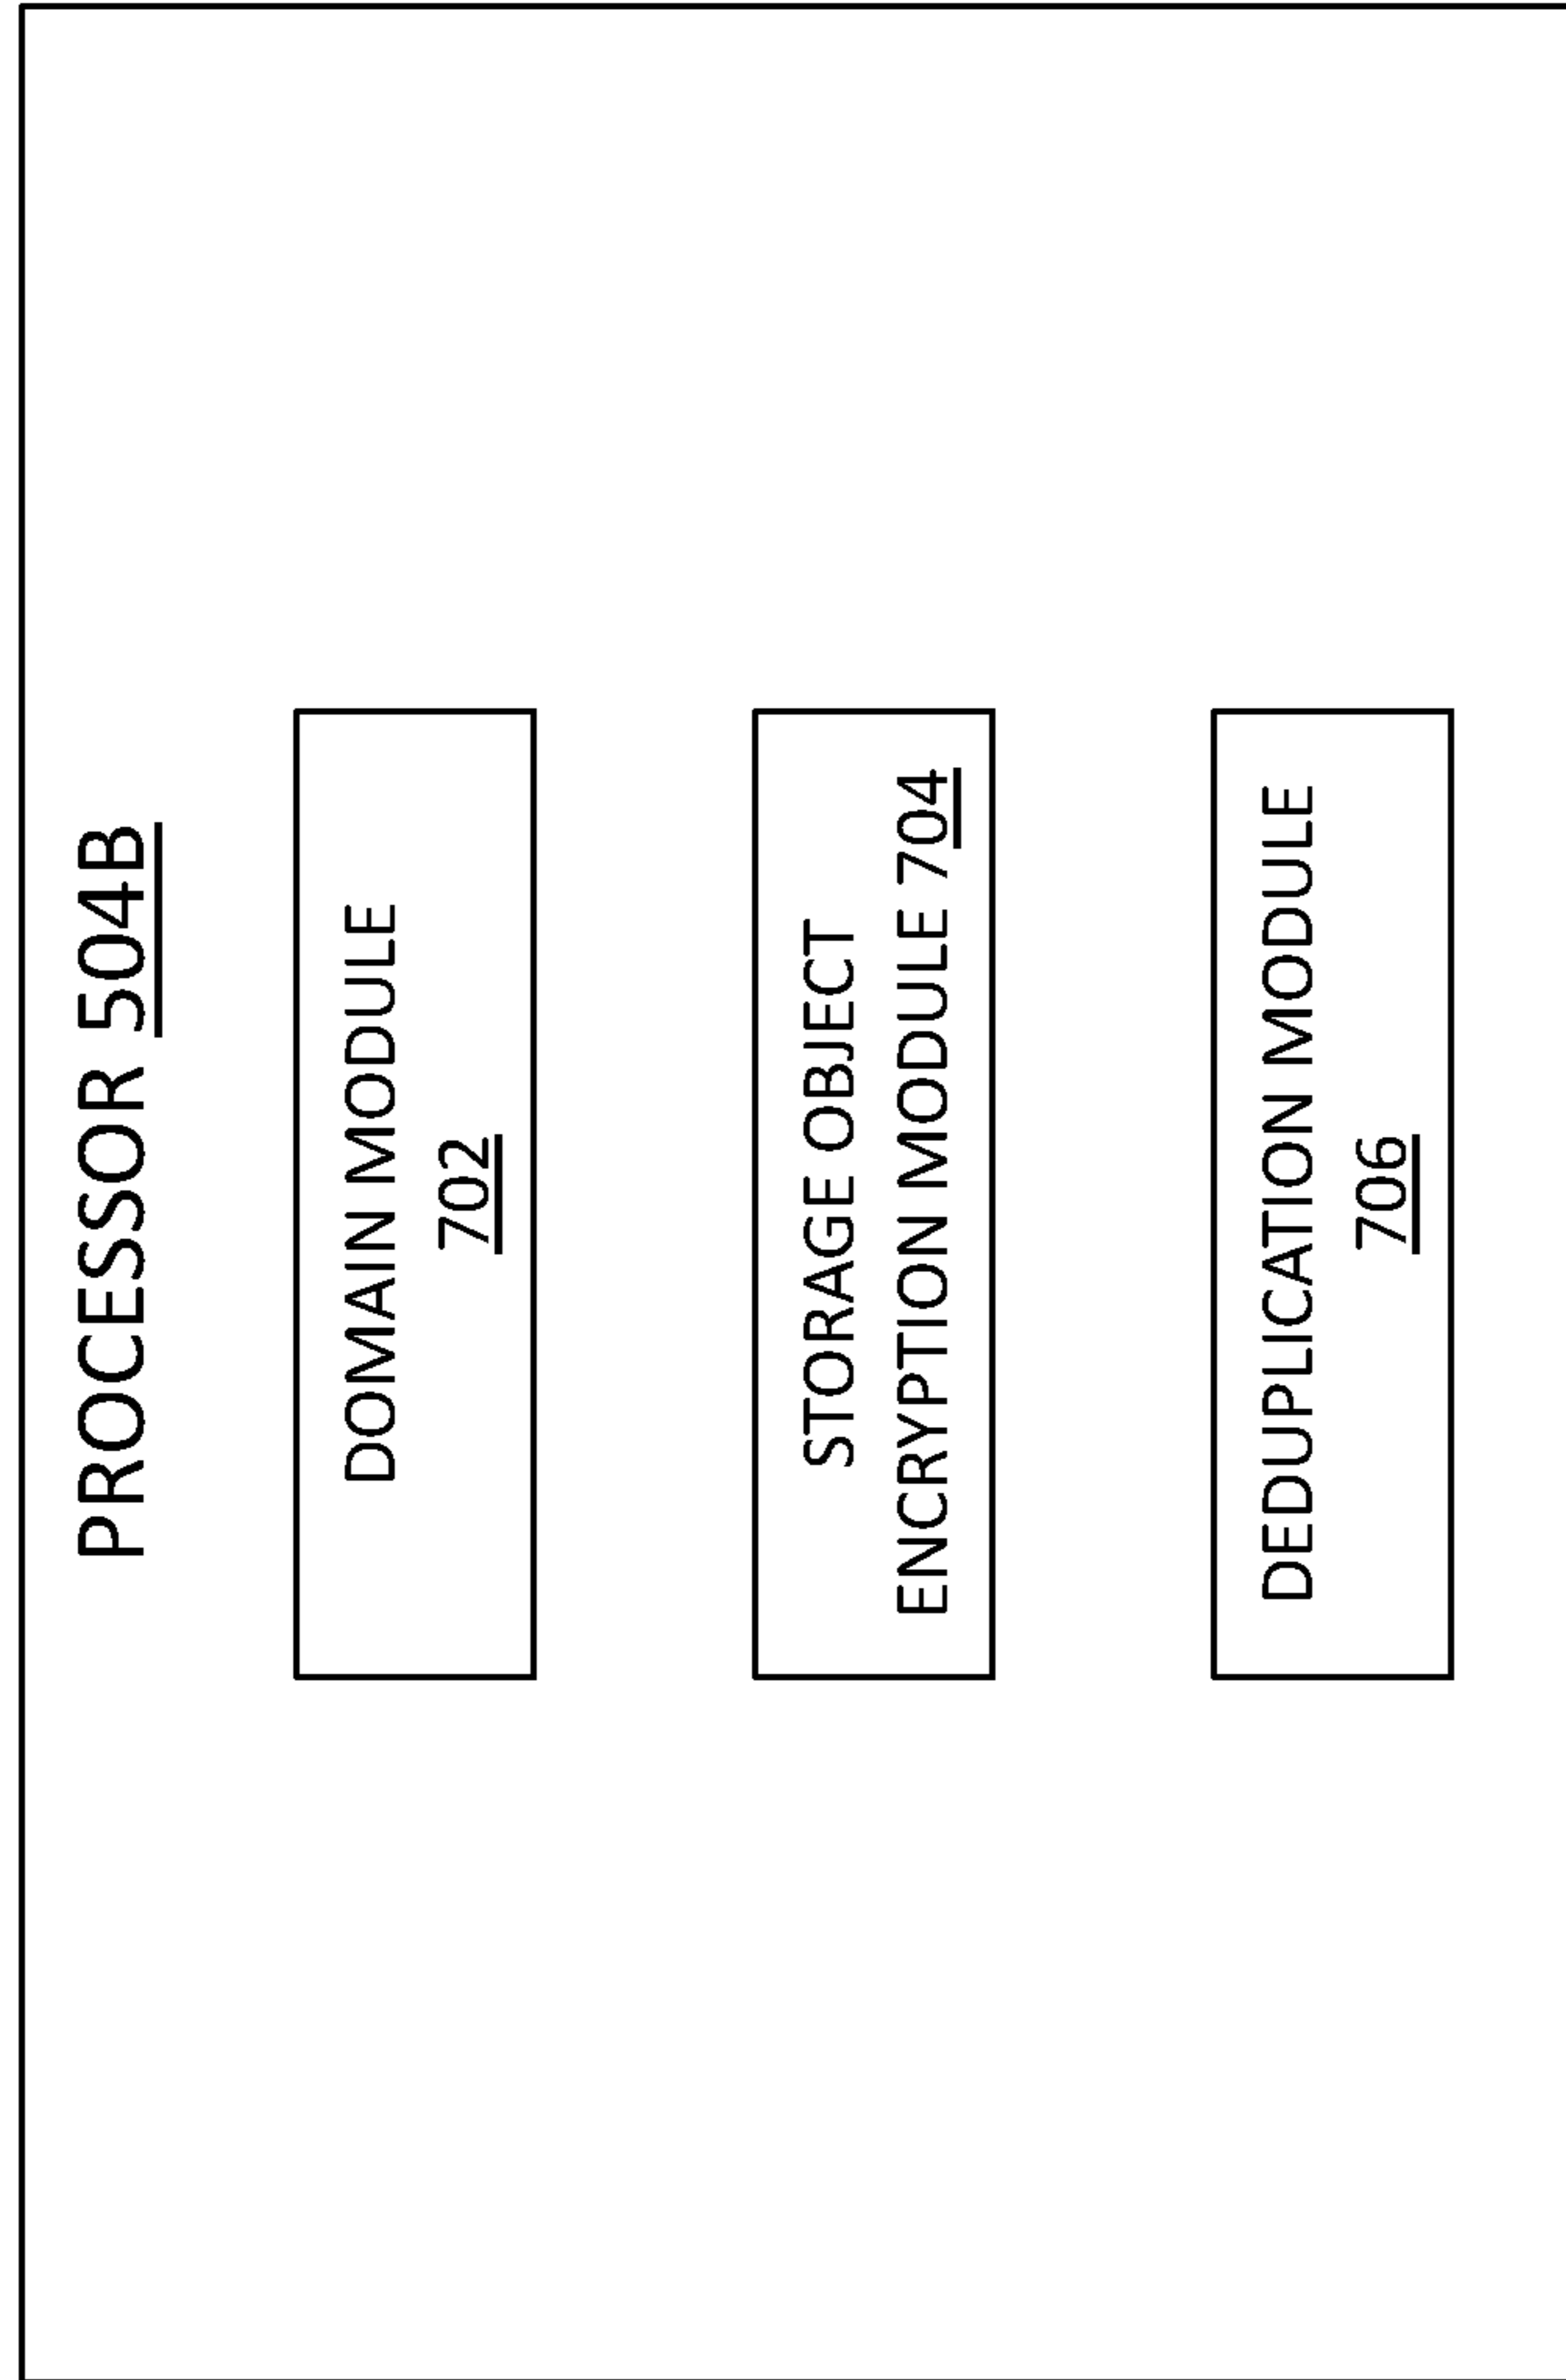 PROCESSOR 504B
DOMAIN MODULE
702
STORAGE OBJECT
ENCRYPTION MODULE 704
DEDUPLICATION MODULE
706